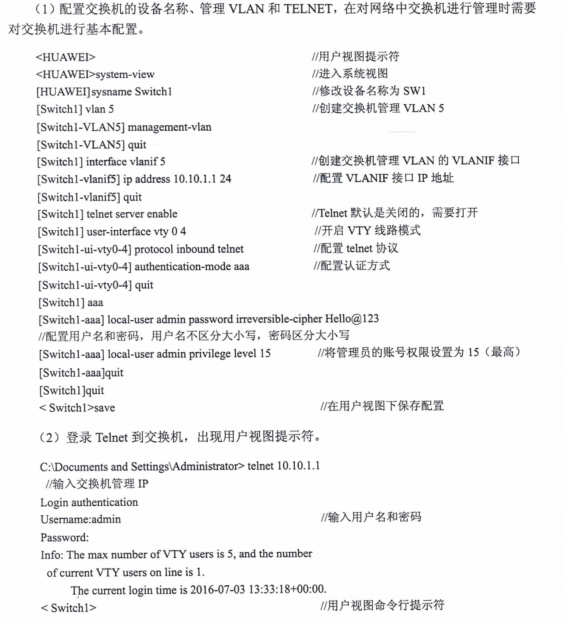 （1）配置交换机的设备名称、管理 VLAN 和 TELNET，在对网络中交换机进行管理时需要
对交换机进行基本配置。
<HUAWEI> //用户视图提示符
<HUAWEI>system-view //进入系统视图
[HUAWEI]sysname Switch1 //修改设备名称为 SW1
[Switch1] vlan 5 //创建交换机管理 VLAN 5
[Switch1-VLAN5] management-vlan
[Switch1-VLAN5] quit
[Switch1] interface vlanif 5 //创建交换机管理 VLAN 的 VLANIF 接口
[Switch1-vlanif5] ip address 10.10.1.1 24 //配置 VLANIF 接口 IP 地址
[Switch1-vlanif5] quit
[Switch1] telnet server enable //Telnet 默认是关闭的，需要打开
[Switch1] user-interface vty 0 4 //开启 VTY 线路模式
[Switch1-ui-vty0-4] protocol inbound telnet //配置 telnet 协议
[Switch1-ui-vty0-4] authentication-mode aaa //配置认证方式
[Switch1-ui-vty0-4] quit
[Switch1] aaa
[Switch1-aaa] local-user admin password irreversible-cipher Hello@123
//配置用户名和密码，用户名不区分大小写，密码区分大小写
[Switch1-aaa] local-user admin privilege level 15 //将管理员的账号权限设置为 15（最高）
[Switch1-aaa]quit
[Switch1]quit
< Switch1>save //在用户视图下保存配置
（2）登录 Telnet 到交换机，出现用户视图提示符。
C:\Documents and Settings\Administrator> telnet 10.10.1.1
//输入交换机管理 IP
Login authentication
Username:admin //输入用户名和密码
Password:
Info: The max number of VTY users is 5, and the number
of current VTY users on line is 1.
The current login time is 2016-07-03 13:33:18+00:00.
< Switch1> //用户视图命令行提示符